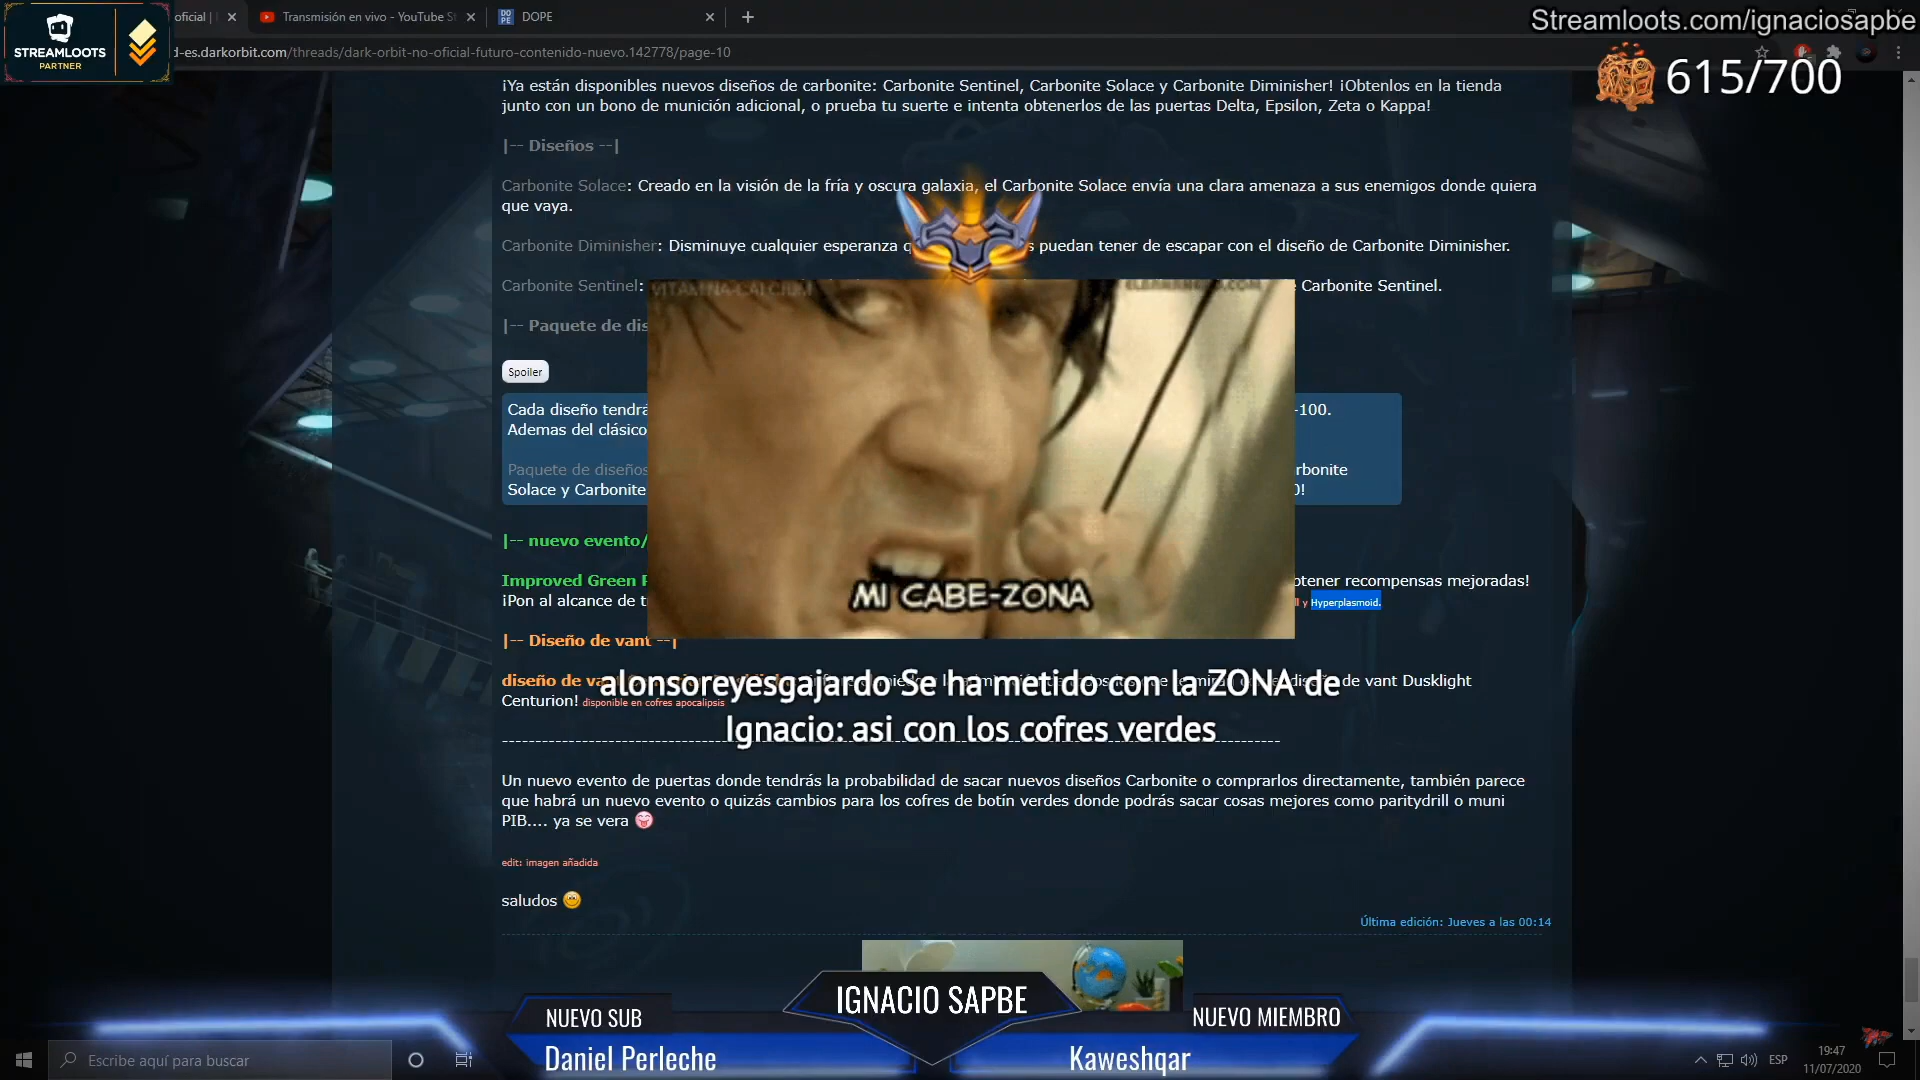 STREAMLOOTS
PARTNER
oficial |
Transmisión en vivo - YouTube St
DOPE
Streamloots.com/ignaciosapbe
d-es.darkorbit.com/threads/dark-orbit-no-oficial-futuro-contenido-nuevo.142778/page-10
615/700
¡Ya están disponibles nuevos diseños de carbonite: Carbonite Sentinel, Carbonite Solace y Carbonite Diminisher! ¡Obtenlos en la tienda
junto con un bono de munición adicional, o prueba tu suerte e intenta obtenerlos de las puertas Delta, Epsilon, Zeta o Kappa!
|-- Diseños --|
Carbonite Solace: Creado en la visión de la fría y oscura galaxia, el Carbonite Solace envía una clara amenaza a sus enemigos donde quiera
que vaya.
Carbonite Diminisher: Disminuye cualquier esperanza q s puedan tener de escapar con el diseño de Carbonite Diminisher.
Carbonite Sentinel: Carbonite Sentinel.
VITAMINA-CALCIUM
|-- Paquete de dis
Spoiler
Cada diseño tendrá -100.
Ademas del clásico
Paquete de diseños rbonite
Solace y Carbonite 0!
|-- nuevo evento/
Improved Green btener recompensas mejoradas!
¡Pon al alcance de t ll y Hyperplasmoid.
MI CABE-ZONA
|-- Diseño de vant --|
diseño de va de vant Dusklight
Centurion! disponible en cofres apocalipsis
alonsoreyesgajando Se ha metido con la ZONA de
Ignacio: asi con los cofres verdes
Un nuevo evento de puertas donde tendrás la probabilidad de sacar nuevos diseños Carbonite o comprarlos directamente, también parece
que habrá un nuevo evento o quizás cambios para los cofres de botín verdes donde podrás sacar cosas mejores como paritydrill o muni
PIB.... ya se vera
edit: imagen añadida
saludos
Última edición: Jueves a las 00:14
IGNACIO SAPBE
NUEVO SUB
NUEVO MIEMBRO
Daniel Perleche
Kaweshqar
Escribe aquí para buscar
ESP
19:47
11/07/2020